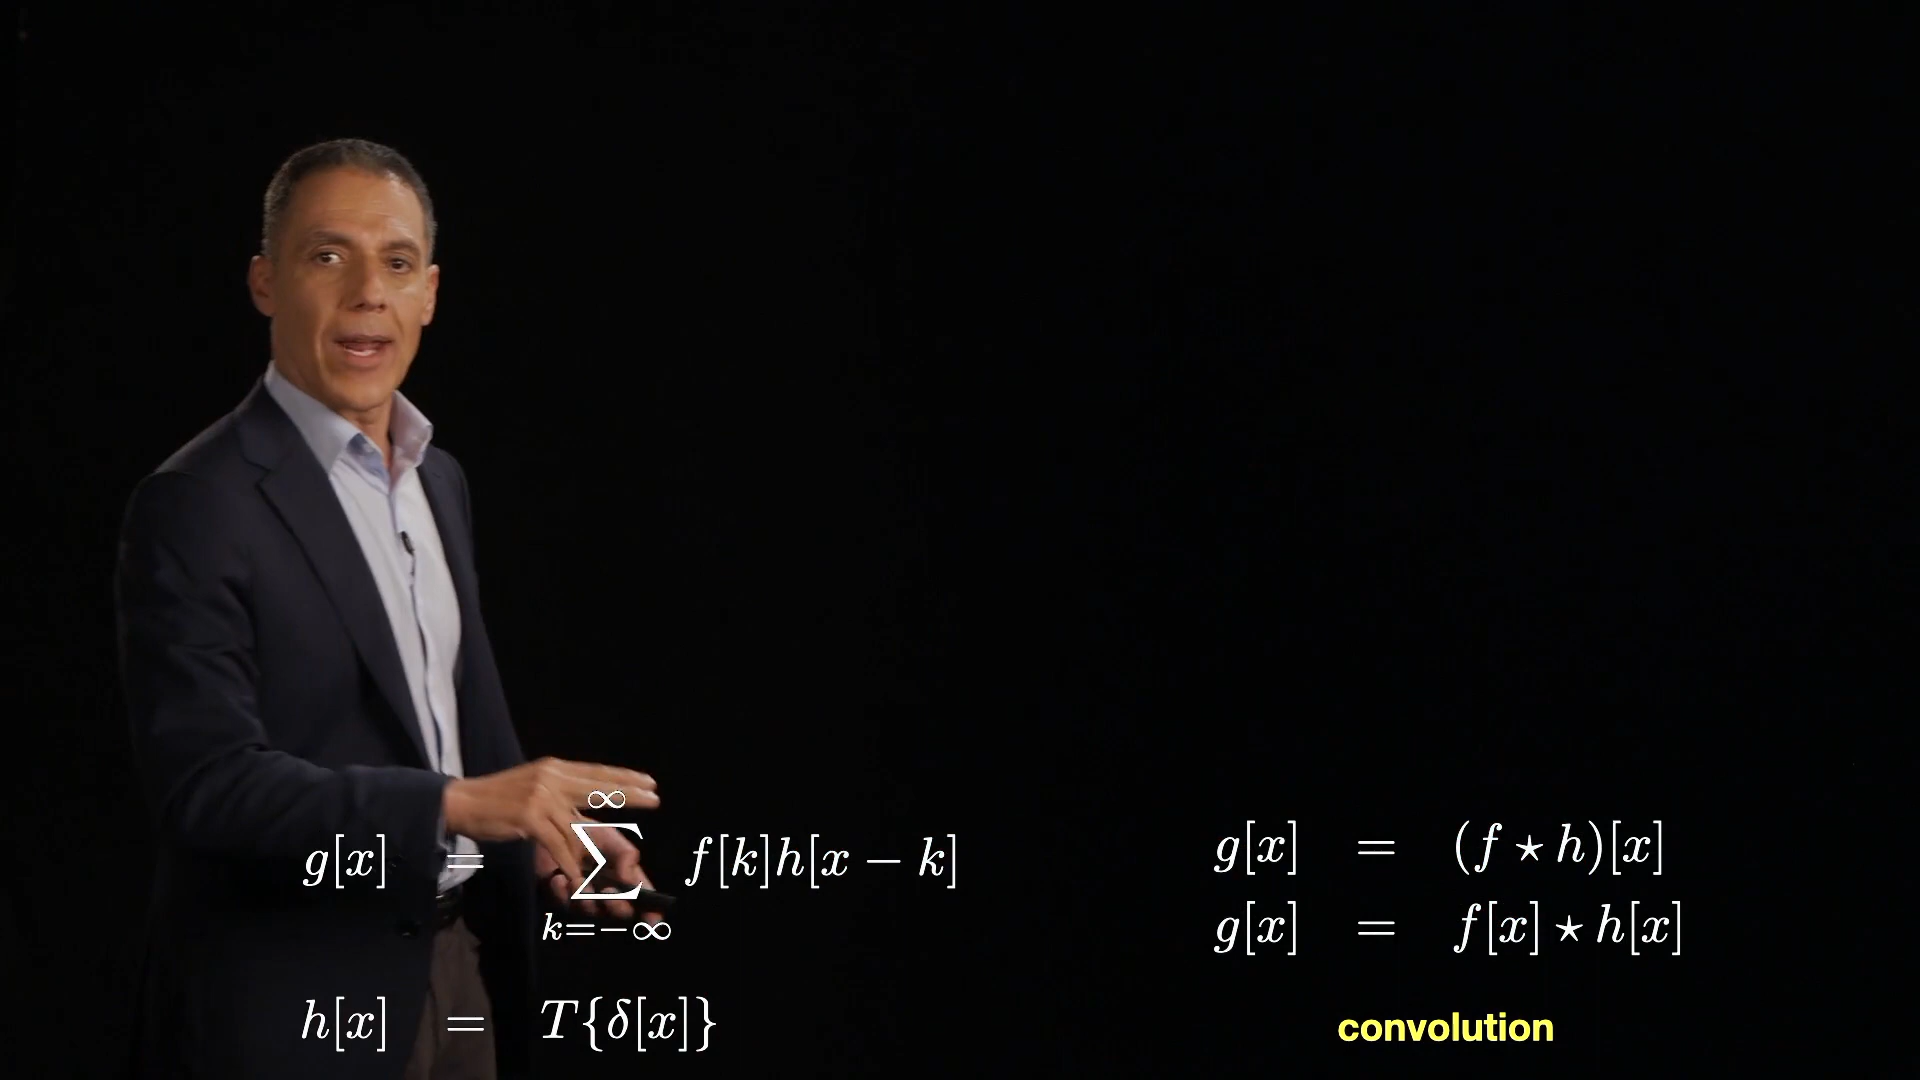 g[x] = ∞∑k=−∞ f[k]h[x − k]
h[x] = T{δ[x]}
g[x] = (f ⋆ h)[x]
g[x] = f[x] ⋆ h[x]
convolution